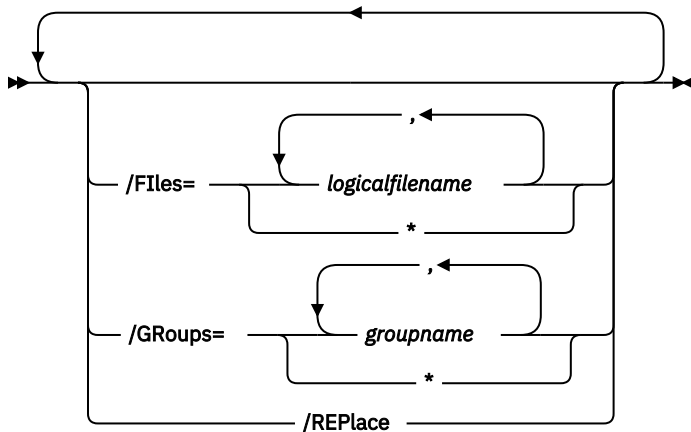 ,
/FIles= logicalfilename
*
,
/GRoups= groupname
*
/REPlace